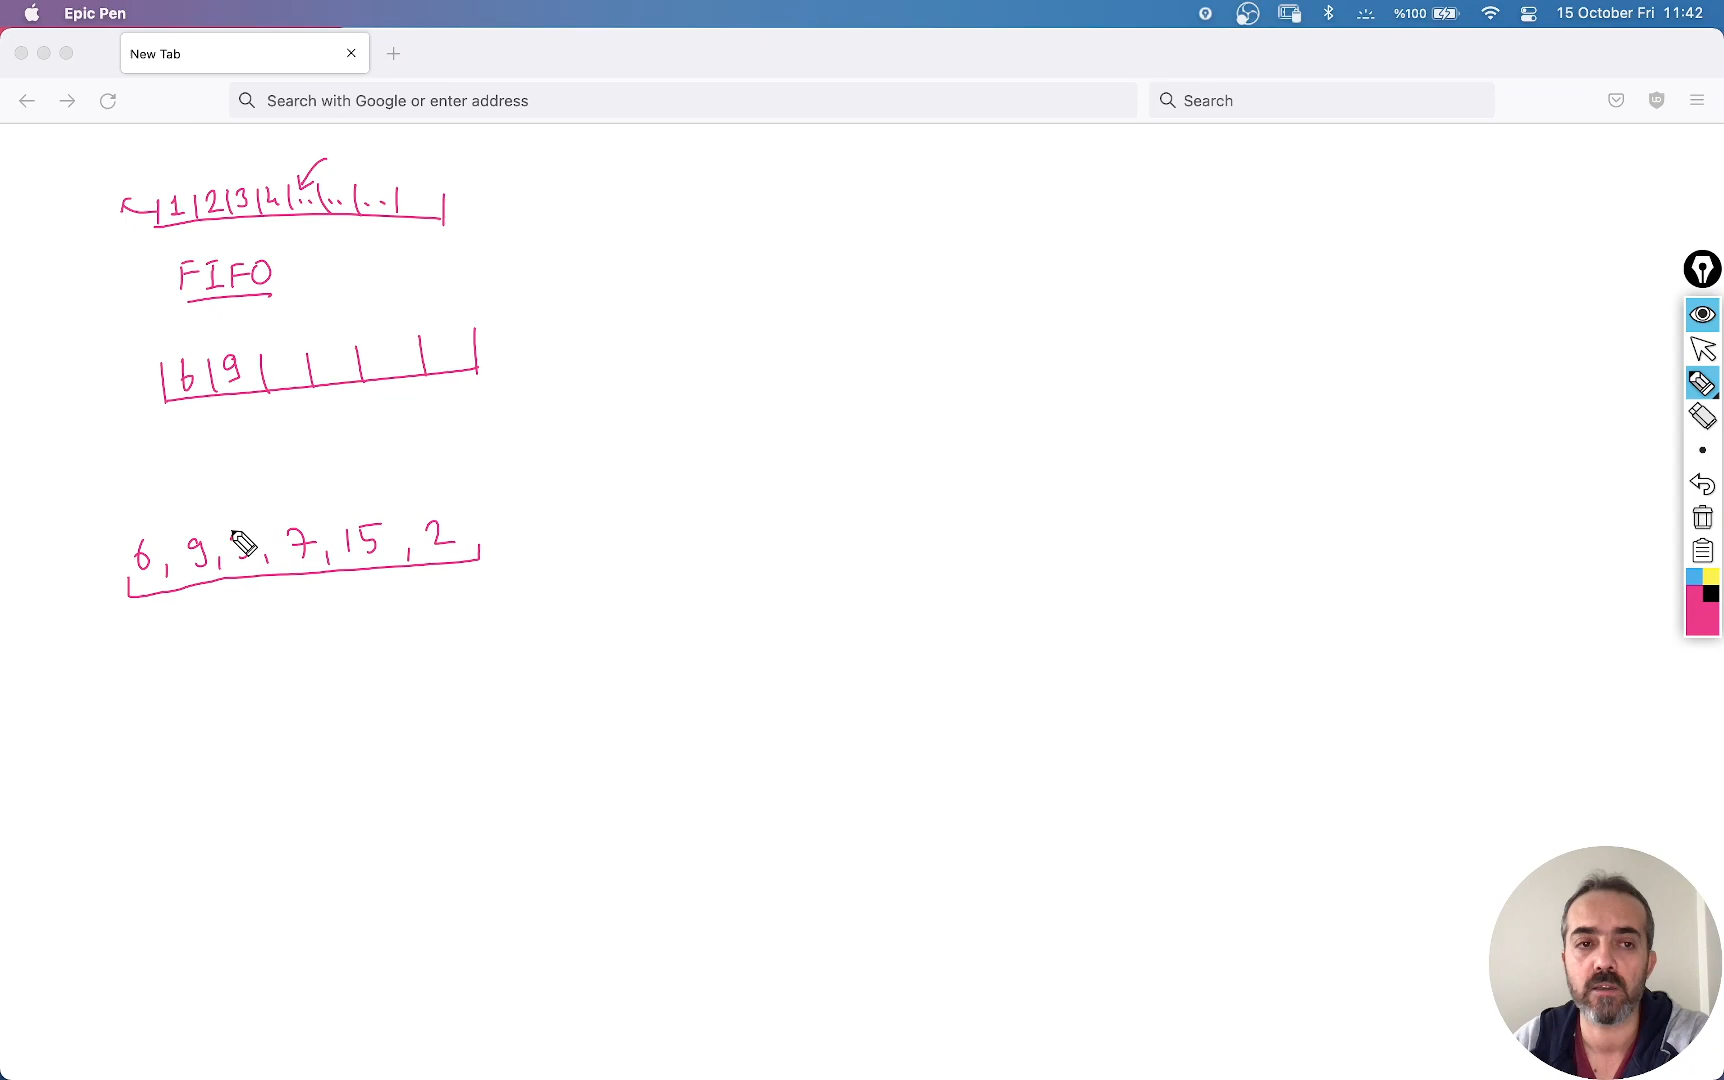 Epic Pen
%100
15 October Fri 11:42
New Tab
Search with Google or enter address
Search
1 2 3 4 .. .. ..
FIFO
6 9
6, 9, , 7, 15, 2